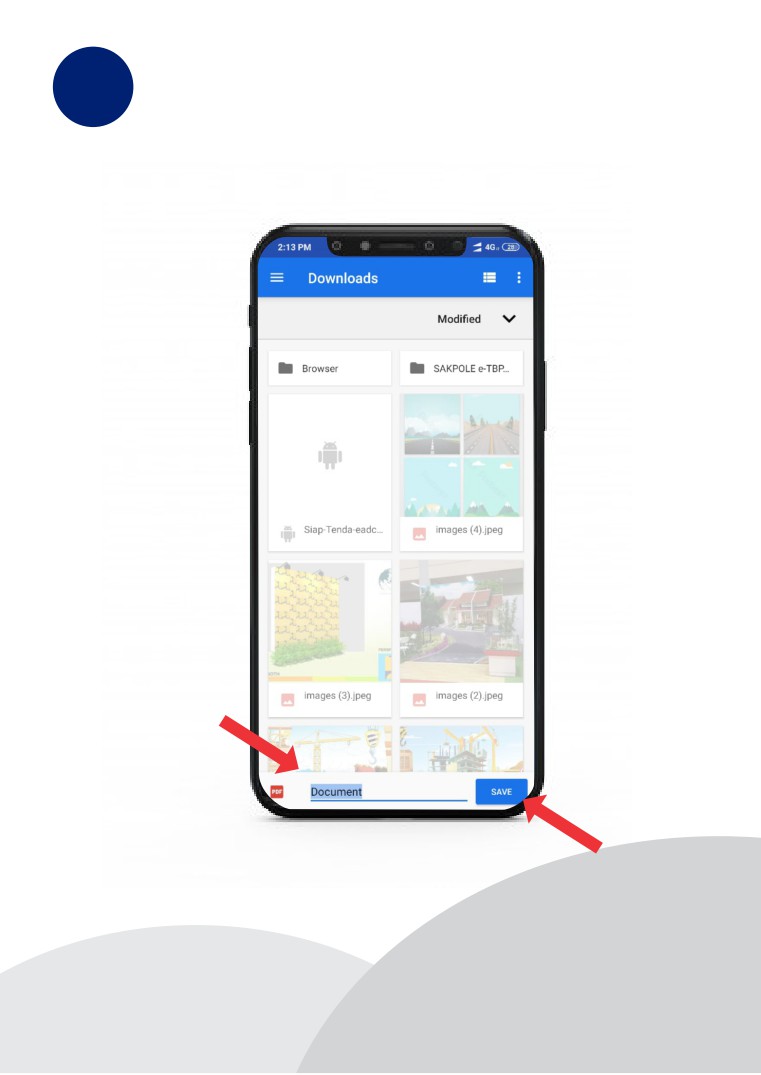 2:13 PM
4G
28
Downloads
Modified
Browser
SAKPOLE e-TBP...
Siap-Tenda-eadc...
images (4).jpeg
images (3).jpeg
images (2).jpeg
PDF
Document
SAVE